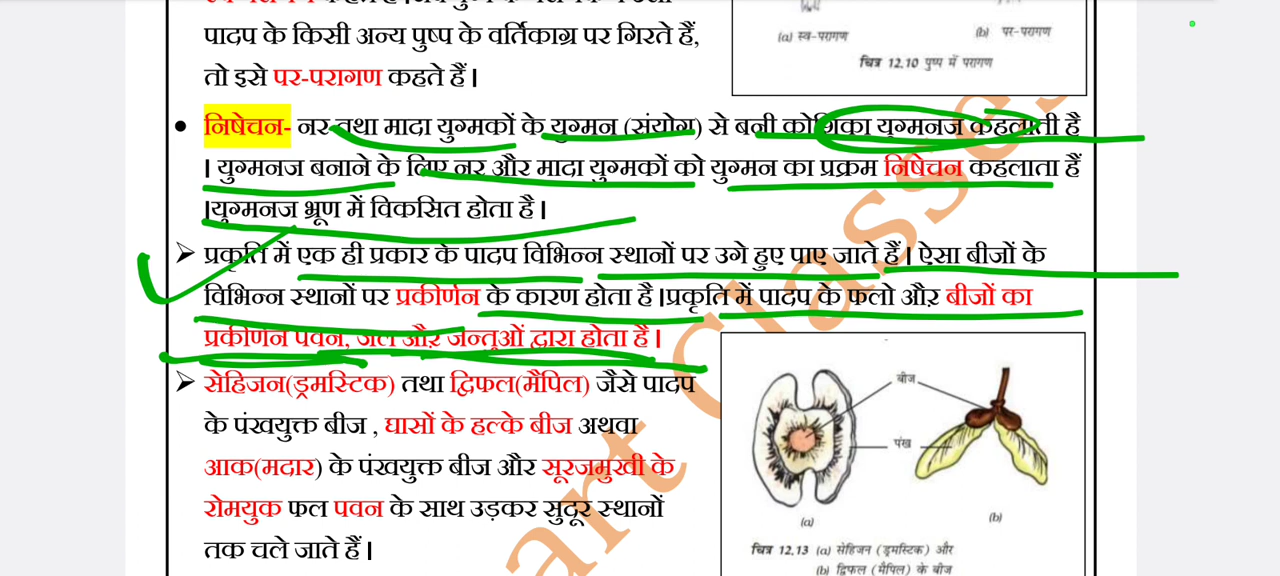 पादप के किसी अन्य पुष्प के वर्तिकाग्र पर गिरते हैं,
तो इसे पर-परागण कहते हैं।
(a) स्व-परागण
(b) पर-परागण
चित्र 12.10 पुष्प में परागण
• निषेचन- नर तथा मादा युग्मकों के युग्मन (संयोग) से बनी कोशिका युग्मनज कहलाती है
। युग्मनज बनाने के लिए नर और मादा युग्मकों को युग्मन का प्रक्रम निषेचन कहलाता हैं
।युग्मनज भ्रूण में विकसित होता है।
➢ प्रकृति में एक ही प्रकार के पादप विभिन्न स्थानों पर उगे हुए पाए जाते हैं। ऐसा बीजों के
विभिन्न स्थानों पर प्रकीर्णन के कारण होता है।प्रकृति में पादप के फलो और बीजों का
प्रकीर्णन पवन, जल और जन्तुओं द्वारा होता है।
➢ सेहिजन(ड्रमस्टिक) तथा द्विफल(मैपिल) जैसे पादप
के पंखयुक्त बीज , घासों के हल्के बीज अथवा
आक(मदार) के पंखयुक्त बीज और सूरजमुखी के
रोमयुक फल पवन के साथ उड़कर सुदूर स्थानों
तक चले जाते हैं।
बीज
पंख
(a)
(b)
चित्र 12.13 (a) सेहिजन (ड्रमस्टिक) और
(b) द्विफल (मैपिल) के बीज
art Classes